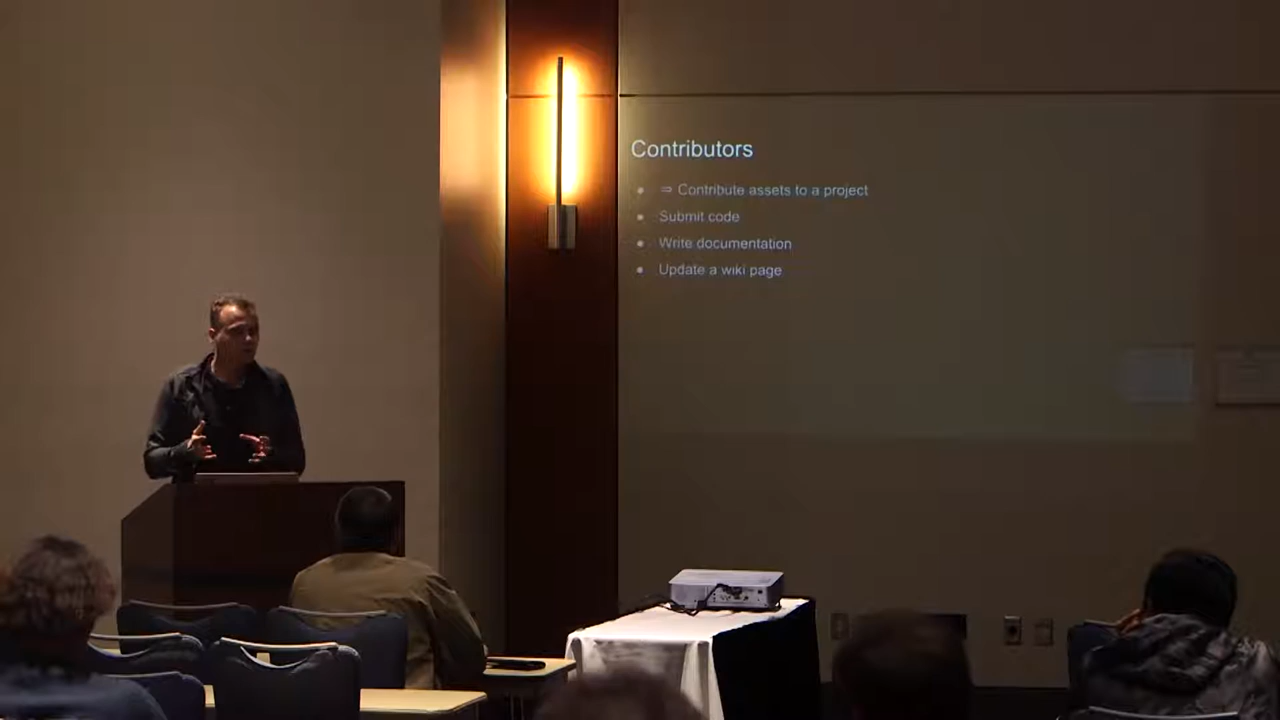 Contributors
● ⇒ Contribute assets to a project
● Submit code
● Write documentation
● Update a wiki page